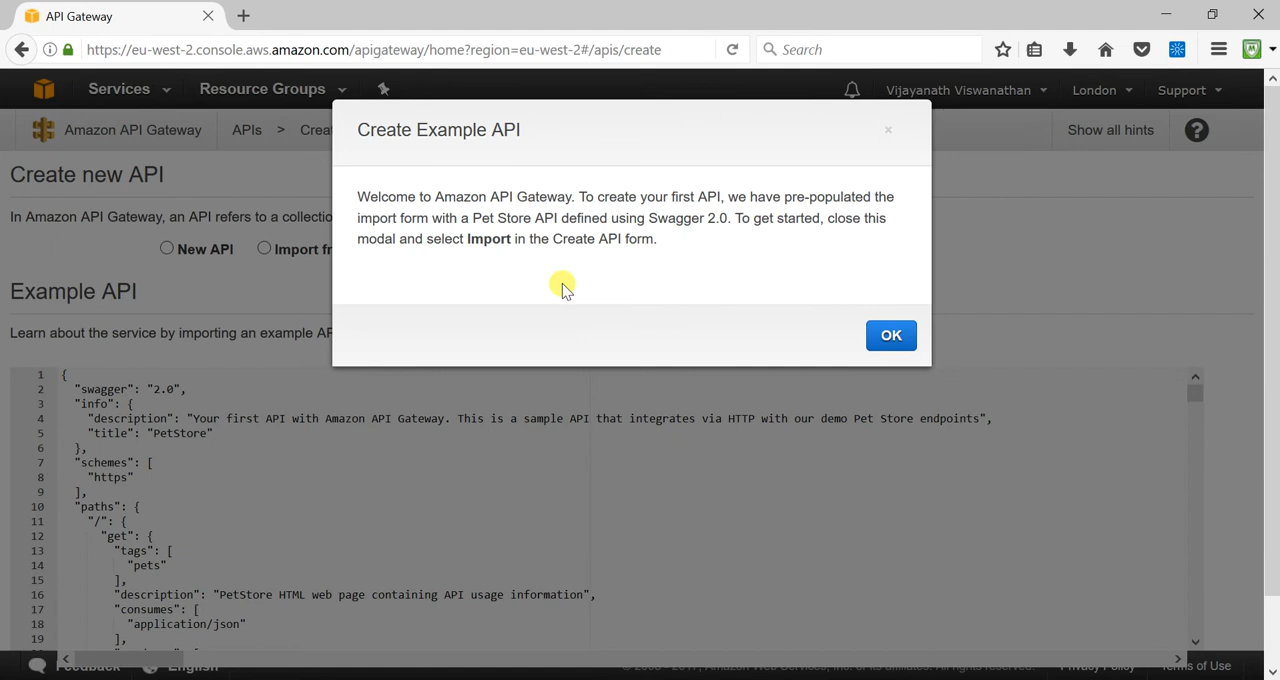 API Gateway
https://eu-west-2.console.aws.amazon.com/apigateway/home?region=eu-west-2#/apis/create
Search
Services
Resource Groups
Vijayanath Viswanathan
London
Support
Amazon API Gateway
APIs > Crea
Show all hints
Create Example API
Create new API
Welcome to Amazon API Gateway. To create your first API, we have pre-populated the
import form with a Pet Store API defined using Swagger 2.0. To get started, close this
modal and select Import in the Create API form.
In Amazon API Gateway, an API refers to a collectio
New API
Import fr
Example API
Learn about the service by importing an example AP
OK
1 {
2 "swagger": "2.0",
3 "info": {
4 "description": "Your first API with Amazon API Gateway. This is a sample API that integrates via HTTP with our demo Pet Store endpoints",
5 "title": "PetStore"
6 },
7 "schemes": [
8 "https"
9 ],
10 "paths": {
11 "/": {
12 "get": {
13 "tags": [
14 "pets"
15 ],
16 "description": "PetStore HTML web page containing API usage information",
17 "consumes": [
18 "application/json"
19 ],
Feedback
English
Privacy Policy
Terms of Use